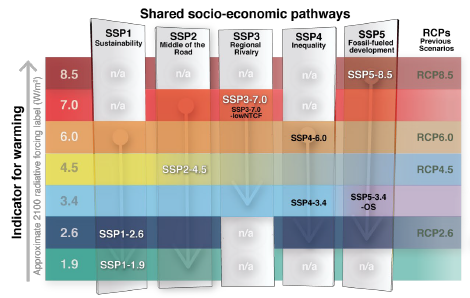 Shared socio-economic pathways
SSP1
Sustainability
SSP2
Middle of the
Road
SSP3
Regional
Rivalry
SSP4
Inequality
SSP5
Fossil-fueled
development
RCPs
Previous
Scenarios
Indicator for warming
Approximate 2100 radiative forcing label (W/m²)
8.5 n/a n/a n/a n/a SSP5-8.5 RCP8.5
7.0 n/a SSP3-7.0 n/a
SSP3-7.0
-lowNTCF
6.0 SSP4-6.0 RCP6.0
4.5 SSP2-4.5 RCP4.5
3.4 SSP4-3.4 SSP5-3.4
-OS
2.6 SSP1-2.6 n/a RCP2.6
1.9 SSP1-1.9 n/a n/a n/a